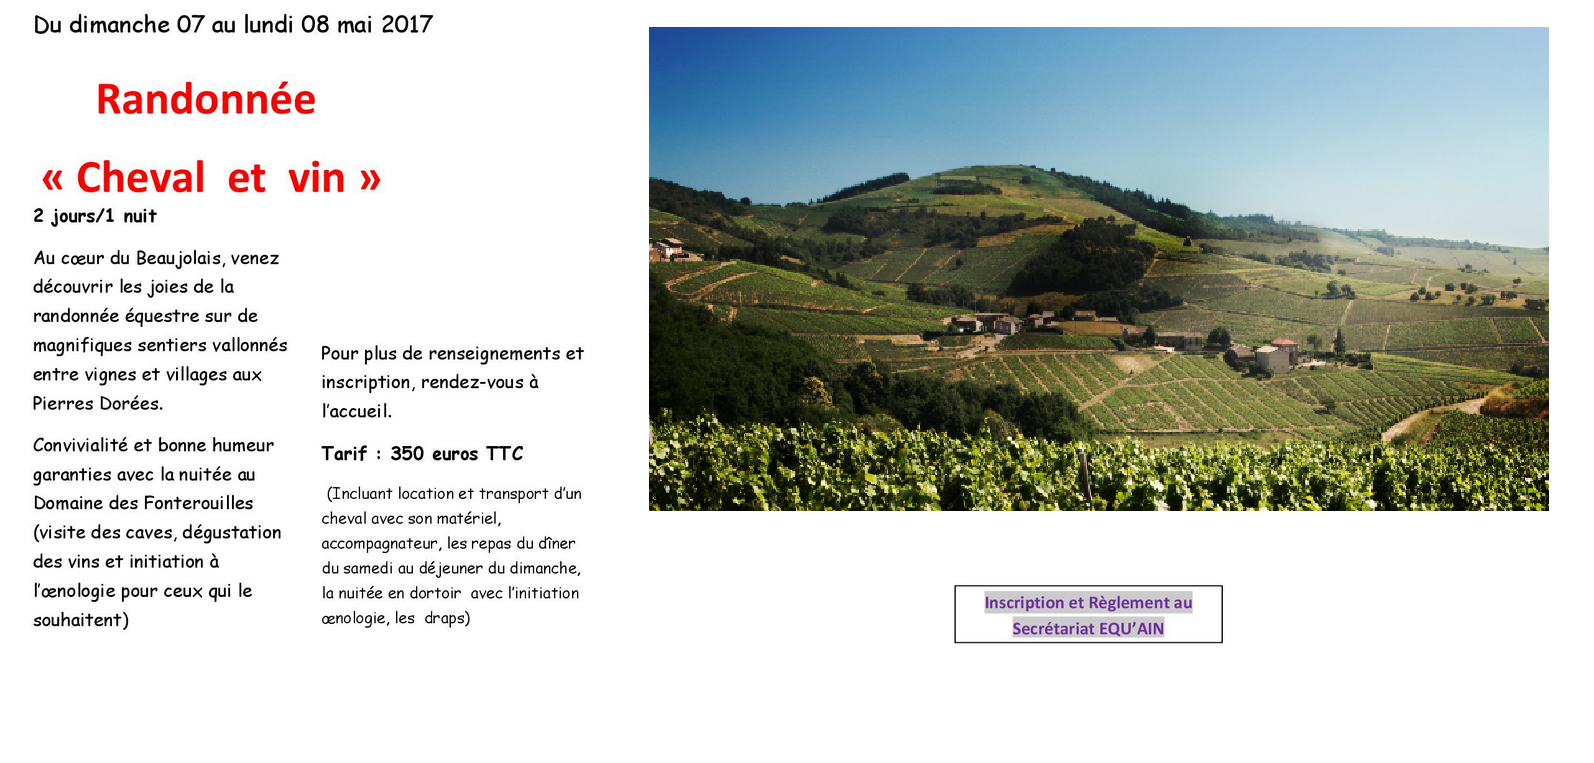 Du dimanche 07 au lundi 08 mai 2017
Randonnée
« Cheval et vin »
2 jours/1 nuit
Au cœur du Beaujolais, venez
découvrir les joies de la
randonnée équestre sur de
magnifiques sentiers vallonnés
entre vignes et villages aux
Pierres Dorées.
Convivialité et bonne humeur
garanties avec la nuitée au
Domaine des Fonterouilles
(visite des caves, dégustation
des vins et initiation à
l'œnologie pour ceux qui le
souhaitent)
Pour plus de renseignements et
inscription, rendez-vous à
l'accueil.
Tarif : 350 euros TTC
(Incluant location et transport d'un
cheval avec son matériel,
accompagnateur, les repas du dîner
du samedi au déjeuner du dimanche,
la nuitée en dortoir avec l'initiation
œnologie, les draps)
Inscription et Règlement au
Secrétariat EQU'AIN